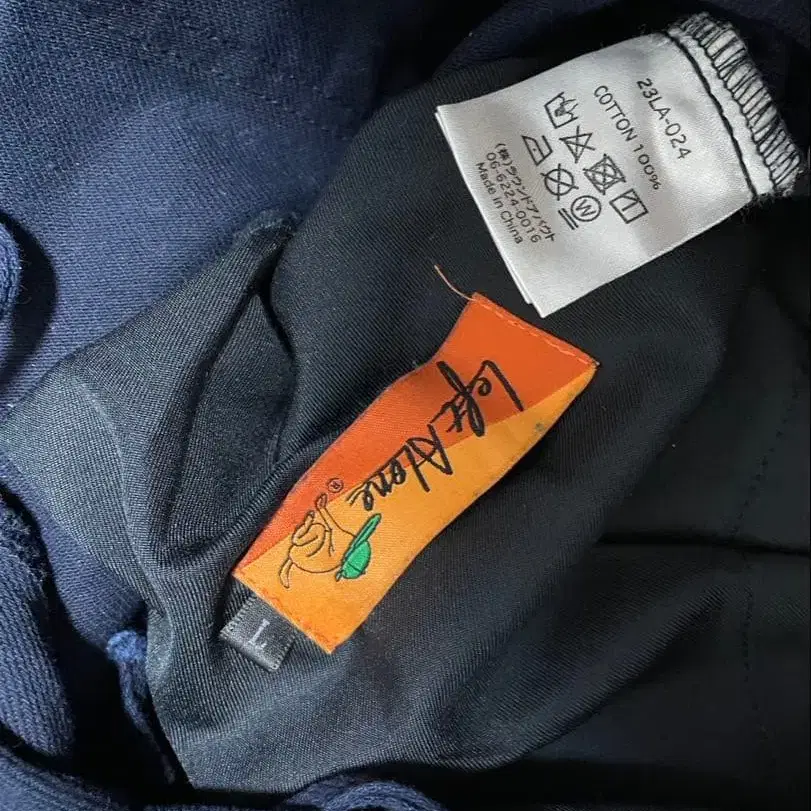 23LA-024
COTTON 100%
W
(株)ラウンドアバウト
06-6224-0016
Made in China
Left Alone
®
L